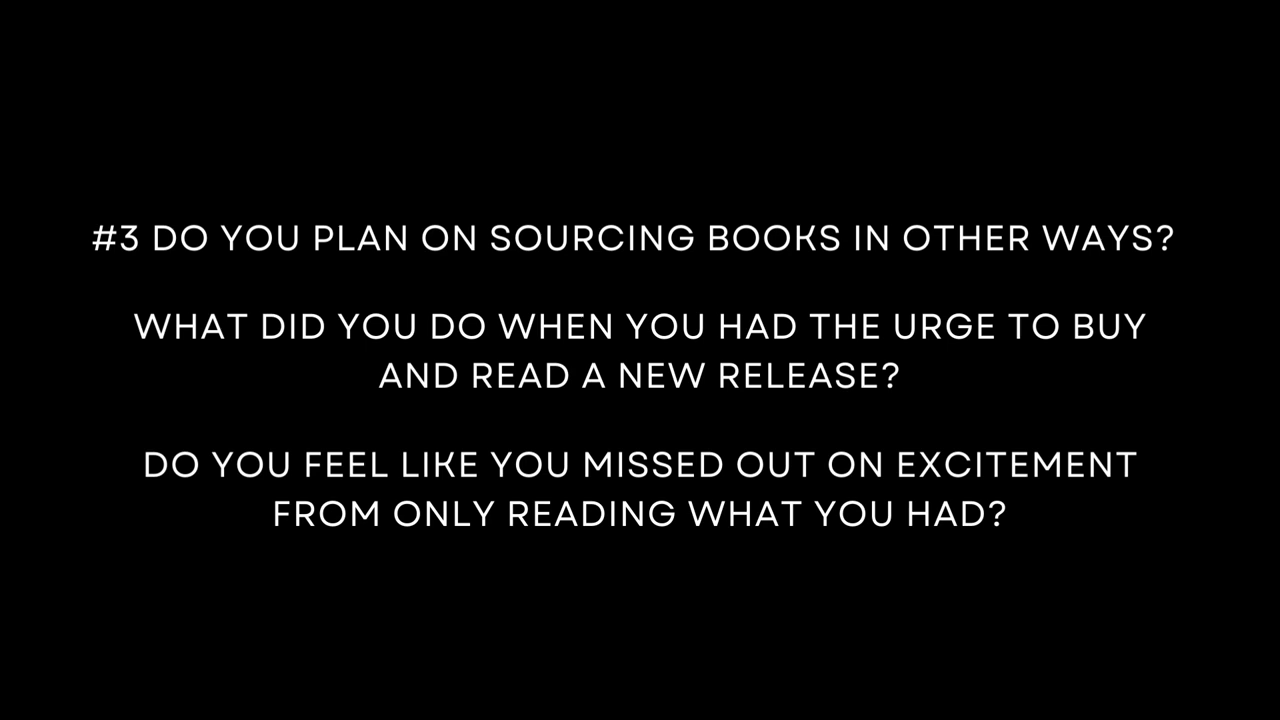 #3 DO YOU PLAN ON SOURCING BOOKS IN OTHER WAYS?
WHAT DID YOU DO WHEN YOU HAD THE URGE TO BUY
AND READ A NEW RELEASE?
DO YOU FEEL LIKE YOU MISSED OUT ON EXCITEMENT
FROM ONLY READING WHAT YOU HAD?